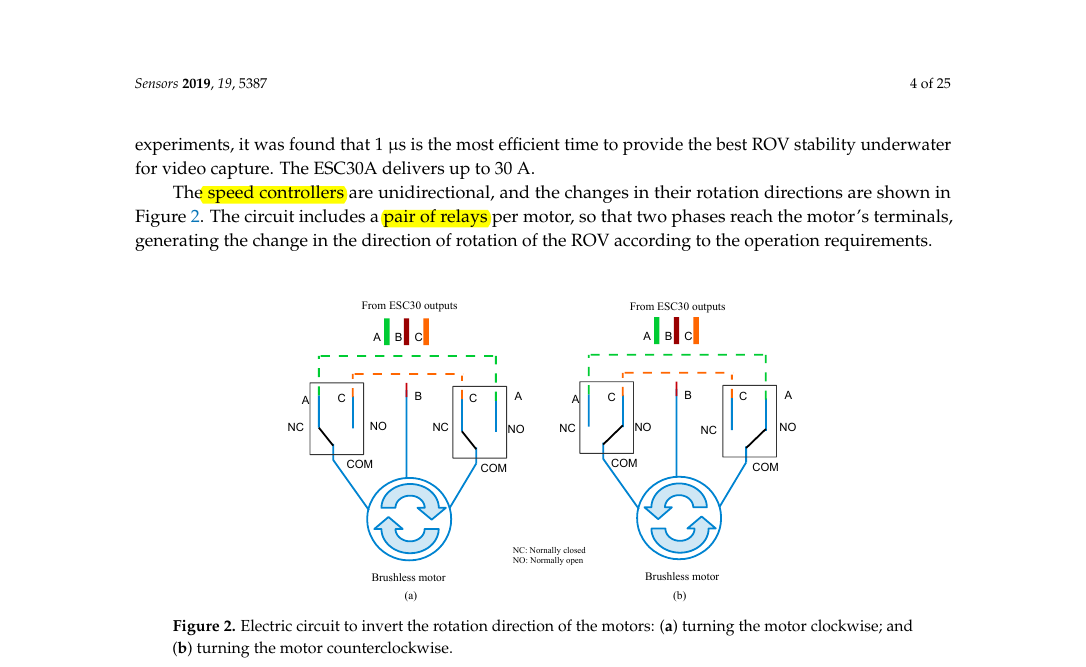 Sensors 2019, 19, 5387 4 of 25
experiments, it was found that 1 μs is the most efficient time to provide the best ROV stability underwater
for video capture. The ESC30A delivers up to 30 A.
The speed controllers are unidirectional, and the changes in their rotation directions are shown in
Figure 2. The circuit includes a pair of relays per motor, so that two phases reach the motor’s terminals,
generating the change in the direction of rotation of the ROV according to the operation requirements.
From ESC30 outputs
A B C
A C B C A
NC NO NC NO
COM COM
Brushless motor
(a)
From ESC30 outputs
A B C
A C B C A
NC NO NC NO
COM COM
Brushless motor
(b)
NC: Nornally closed
NO: Normally open
Figure 2. Electric circuit to invert the rotation direction of the motors: (a) turning the motor clockwise; and
(b) turning the motor counterclockwise.